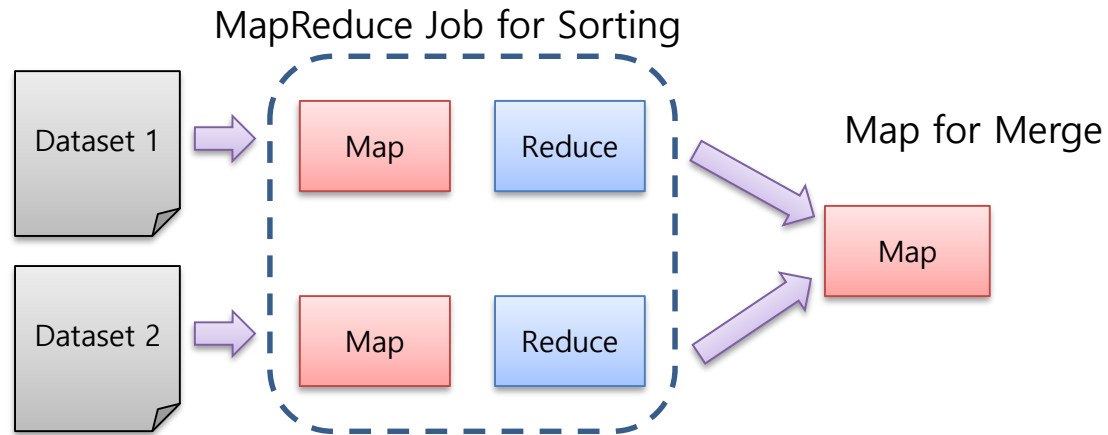 MapReduce Job for Sorting
Dataset 1
Map
Reduce
Map for Merge
Map
Dataset 2
Map
Reduce